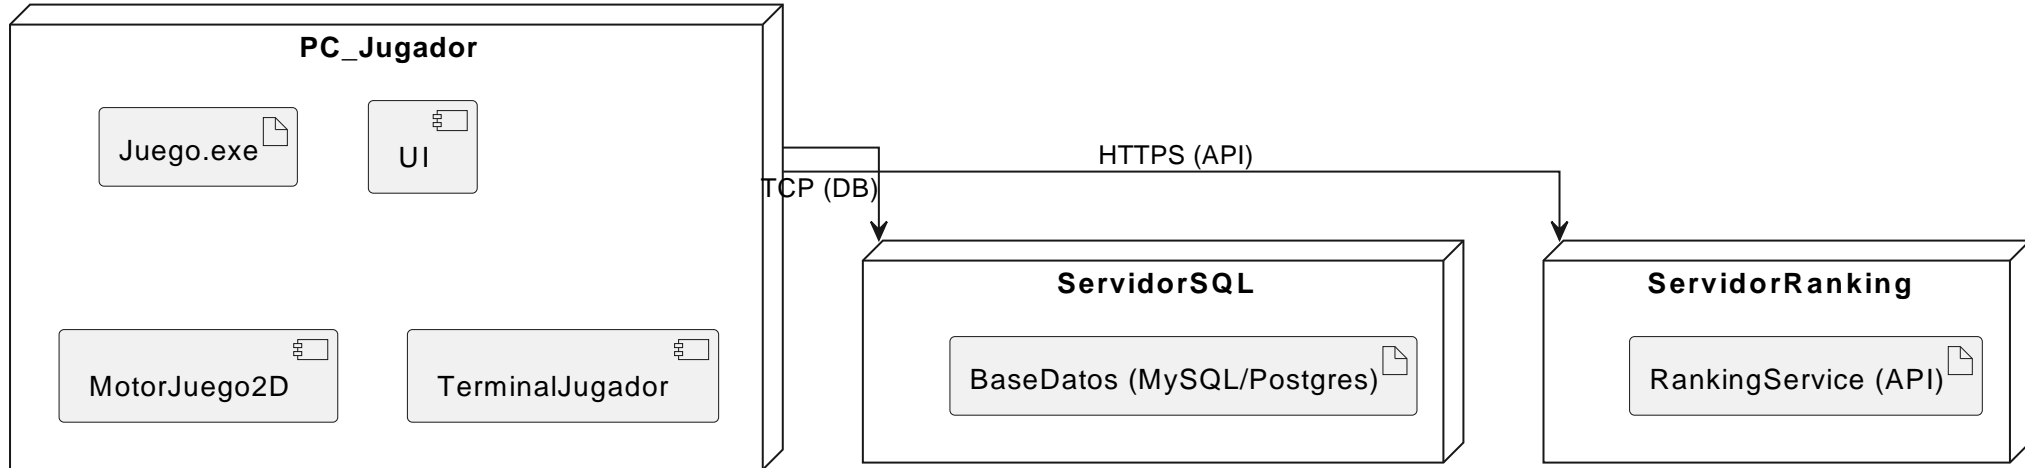 PC_Jugador
Juego.exe
UI
MotorJuego2D
TerminalJugador
TCP (DB)
HTTPS (API)
ServidorSQL
BaseDatos (MySQL/Postgres)
ServidorRanking
RankingService (API)